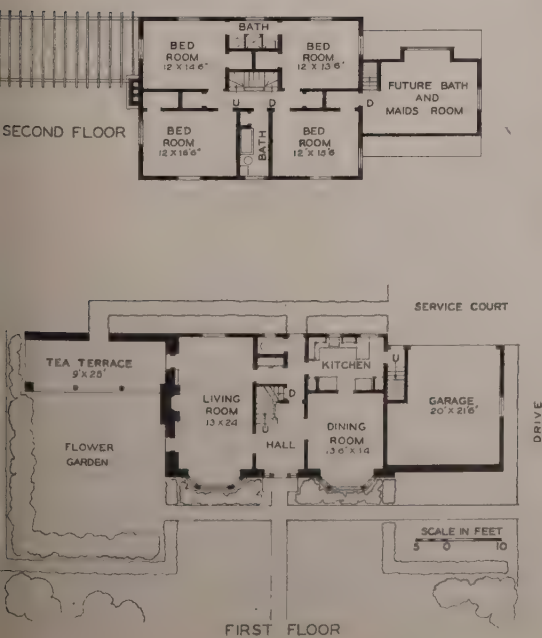 BATH
BED
ROOM
12 X 14'6"
BED
ROOM
12 X 13'6"
FUTURE BATH
AND
MAIDS ROOM
U D
D
SECOND FLOOR
BED
ROOM
12 X 16'6"
BATH
BED
ROOM
12' X 15'6
SERVICE COURT
TEA TERRACE
9' X 25'
KITCHEN
U
LIVING
ROOM
13 X 24
D
U
HALL
DINING
ROOM
13'6" X 14
GARAGE
20' X 21'6"
DRIVE
FLOWER
GARDEN
SCALE IN FEET
5 0 10
FIRST FLOOR